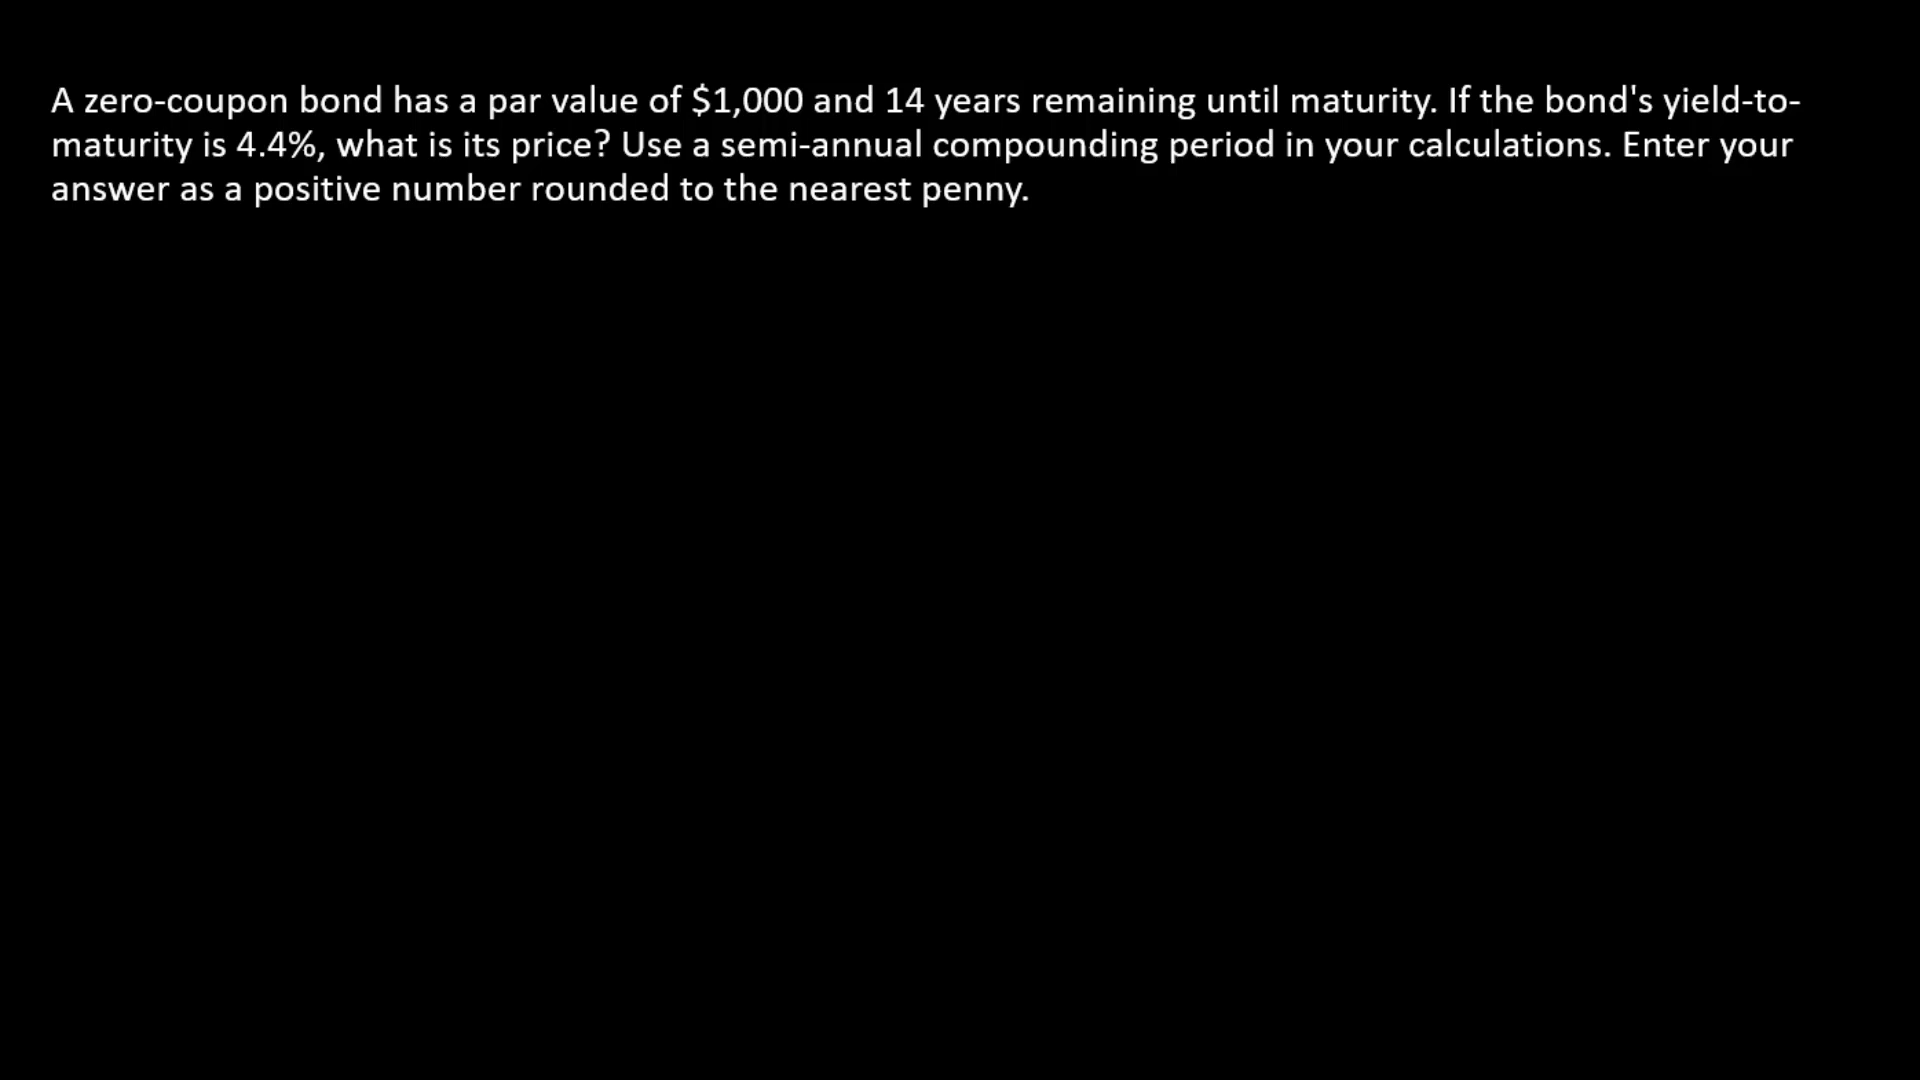 A zero-coupon bond has a par value of $1,000 and 14 years remaining until maturity. If the bond's yield-to-
maturity is 4.4%, what is its price? Use a semi-annual compounding period in your calculations. Enter your
answer as a positive number rounded to the nearest penny.